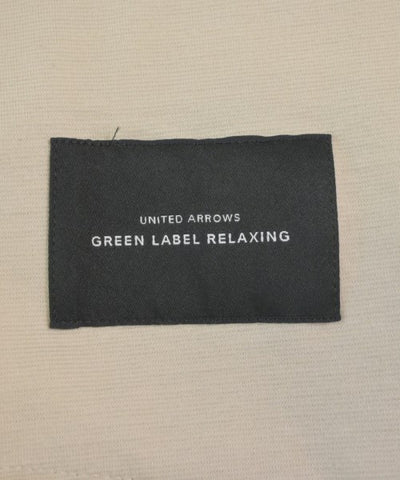 UNITED ARROWS
GREEN LABEL RELAXING